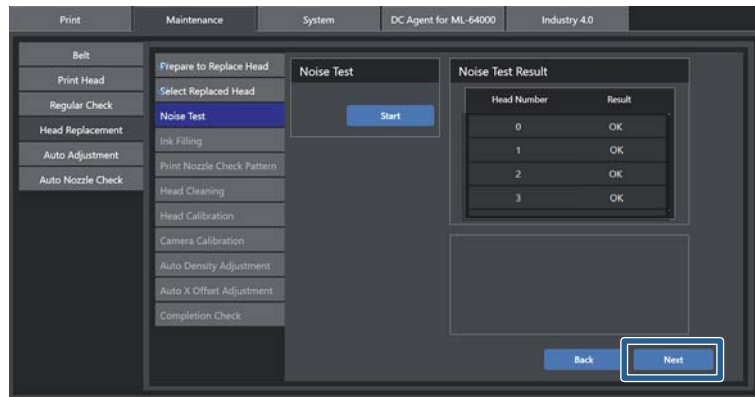 Print
Maintenance
System
DC Agent for ML-64000
Industry 4.0
Belt
Print Head
Regular Check
Head Replacement
Auto Adjustment
Auto Nozzle Check
Prepare to Replace Head
Select Replaced Head
Noise Test
Ink Filling
Print Nozzle Check Pattern
Head Cleaning
Head Calibration
Camera Calibration
Auto Density Adjustment
Auto X Offset Adjustment
Completion Check
Noise Test
Start
Noise Test Result
Head Number Result
0 OK
1 OK
2 OK
3 OK
Back
Next